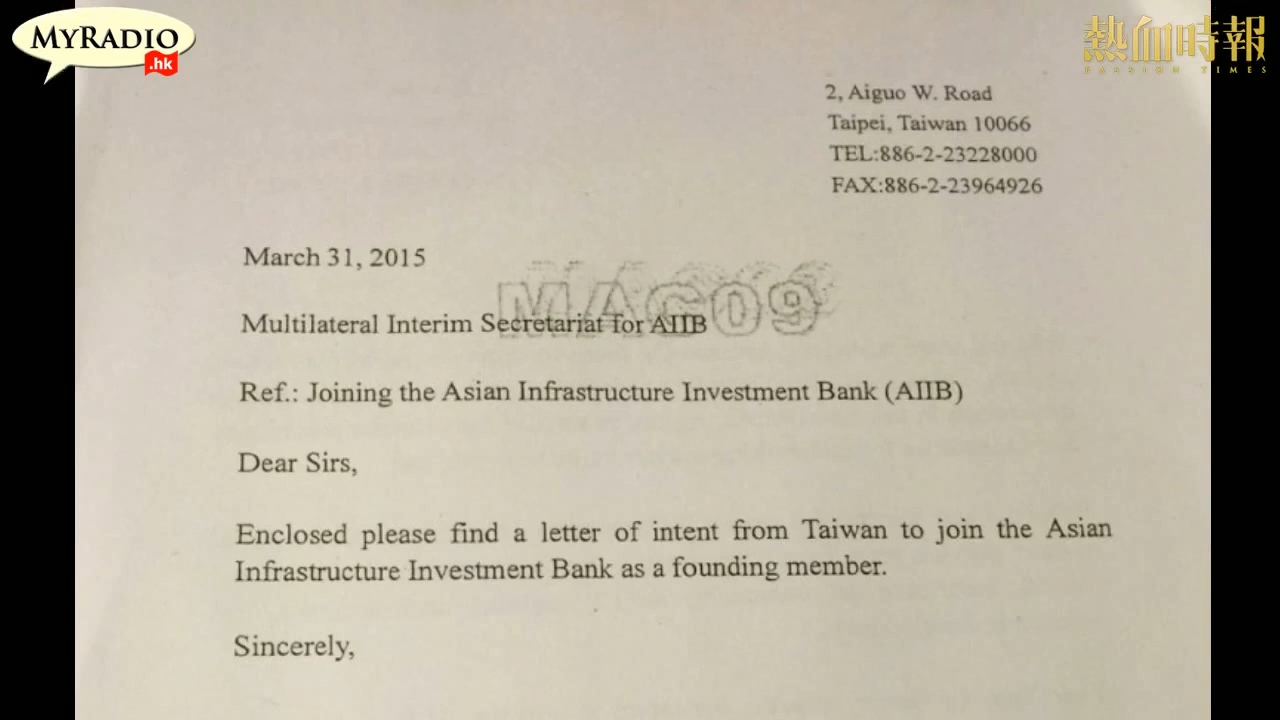 MYRADIO
.hk
熱血時報
PASSION TIMES
2, Aiguo W. Road
Taipei, Taiwan 10066
TEL:886-2-23228000
FAX:886-2-23964926
March 31, 2015
MAG09
Multilateral Interim Secretariat for AIIB
Ref.: Joining the Asian Infrastructure Investment Bank (AIIB)
Dear Sirs,
Enclosed please find a letter of intent from Taiwan to join the Asian
Infrastructure Investment Bank as a founding member.
Sincerely,